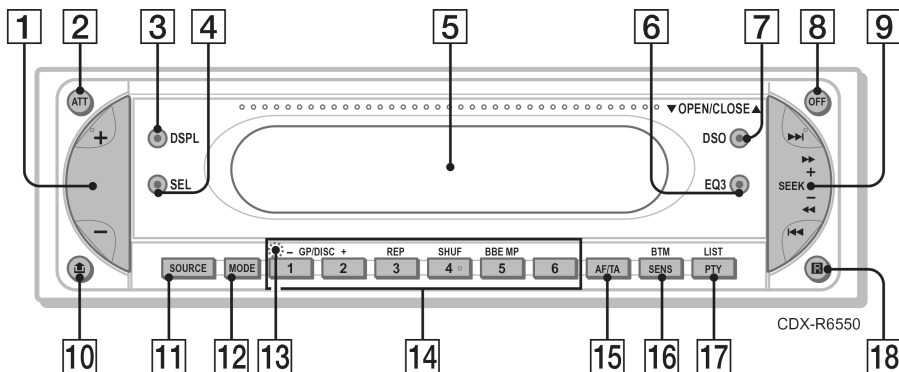 1 2 3 4 5 6 7 8 9
ATT OFF
▼OPEN/CLOSE▲
+ DSPL DSO ▶▶I
▶▶
+
SEL EQ3 SEEK
−
◀◀
− I◀◀
− GP/DISC + REP SHUF BBE MP BTM LIST
SOURCE MODE 1 2 3 4 5 6 AF/TA SENS PTY R
CDX-R6550
10 11 12 13 14 15 16 17 18